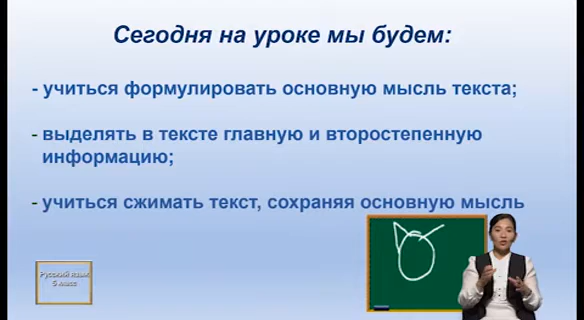 Сегодня на уроке мы будем:
- учиться формулировать основную мысль текста;
- выделять в тексте главную и второстепенную
информацию;
- учиться сжимать текст, сохраняя основную мысль
Русский язык
5 класс